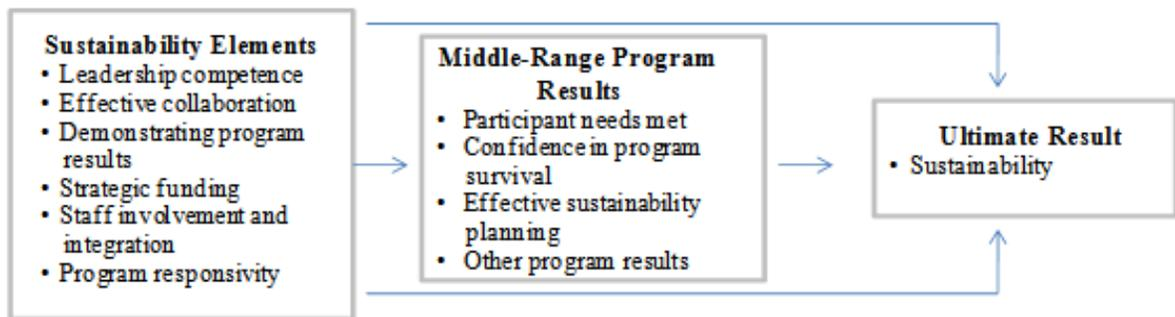 Sustainability Elements
• Leadership competence
• Effective collaboration
• Demonstrating program
results
• Strategic funding
• Staff involvement and
integration
• Program responsivity
Middle-Range Program
Results
• Participant needs met
• Confidence in program
survival
• Effective sustainability
planning
• Other program results
Ultimate Result
• Sustainability